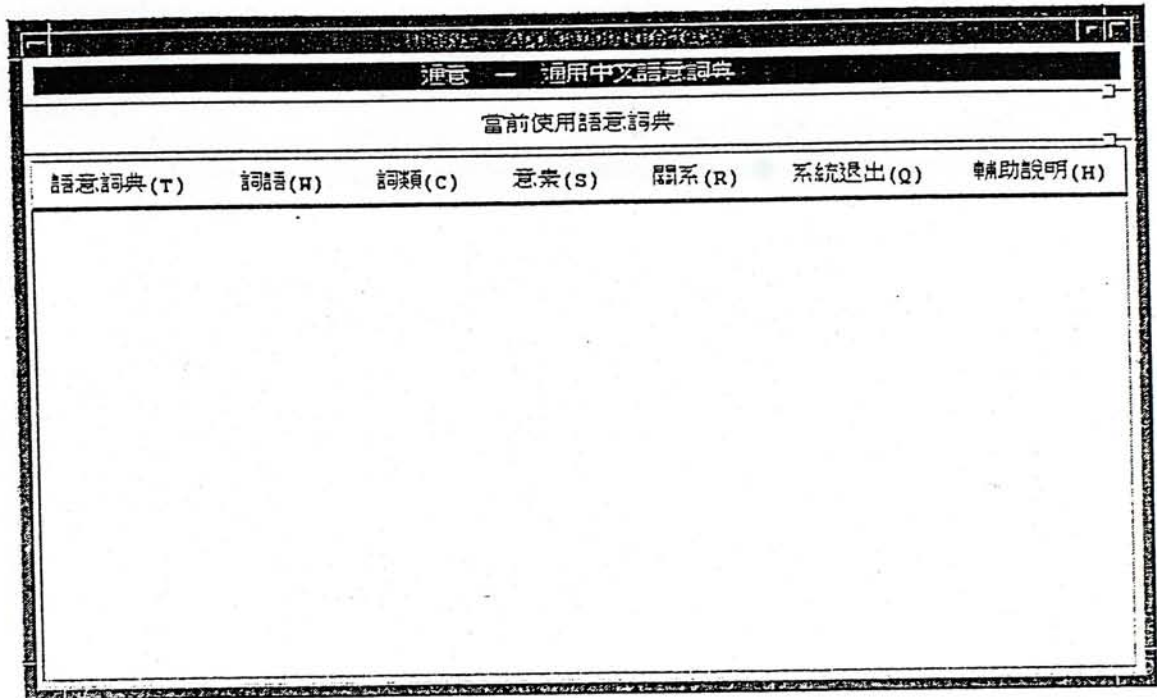 通意 — 通用中文語意詞典
當前使用語意詞典
語意詞典(T) 詞語(W) 詞類(C) 意素(S) 關系(R) 系統退出(Q) 輔助說明(H)